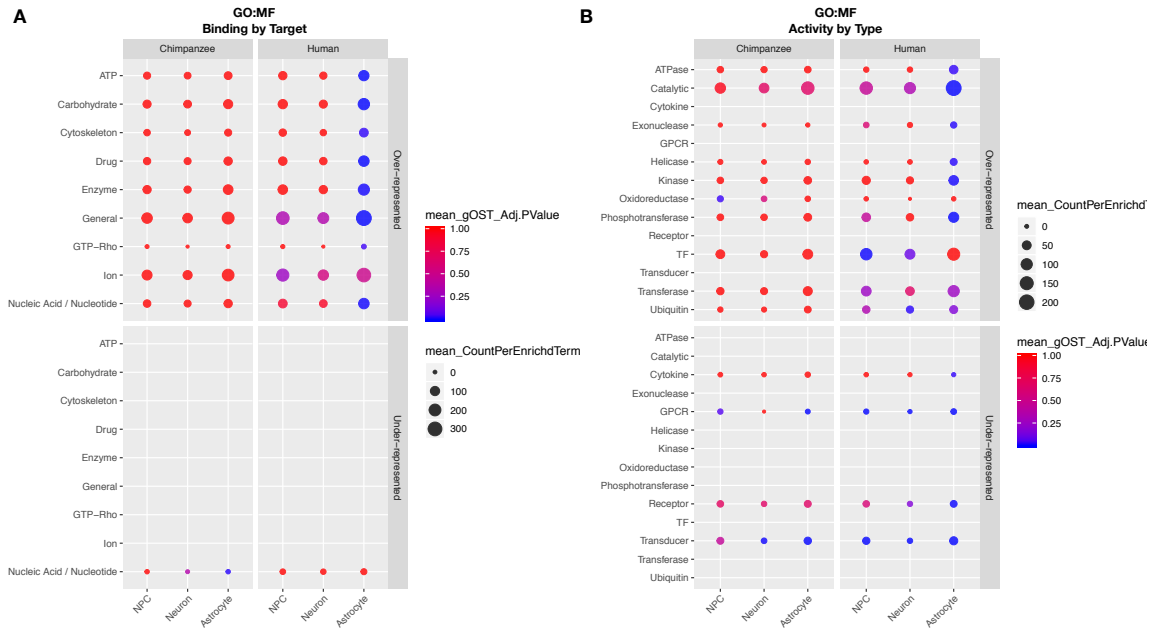 A
GO:MF
Binding by Target
Chimpanzee
Human
ATP
Carbohydrate
Cytoskeleton
Drug
Enzyme
General
GTP−Rho
Ion
Nucleic Acid / Nucleotide
Over−represented
ATP
Carbohydrate
Cytoskeleton
Drug
Enzyme
General
GTP−Rho
Ion
Nucleic Acid / Nucleotide
Under−represented
NPC
Neuron
Astrocyte
NPC
Neuron
Astrocyte
mean_gOST_Adj.PValue
1.00
0.75
0.50
0.25
mean_CountPerEnrichdTerm
0
100
200
300
B
GO:MF
Activity by Type
Chimpanzee
Human
ATPase
Catalytic
Cytokine
Exonuclease
GPCR
Helicase
Kinase
Oxidoreductase
Phosphotransferase
Receptor
TF
Transducer
Transferase
Ubiquitin
Over−represented
ATPase
Catalytic
Cytokine
Exonuclease
GPCR
Helicase
Kinase
Oxidoreductase
Phosphotransferase
Receptor
TF
Transducer
Transferase
Ubiquitin
Under−represented
NPC
Neuron
Astrocyte
NPC
Neuron
Astrocyte
mean_CountPerEnrichdT
0
50
100
150
200
mean_gOST_Adj.PValue
1.00
0.75
0.50
0.25